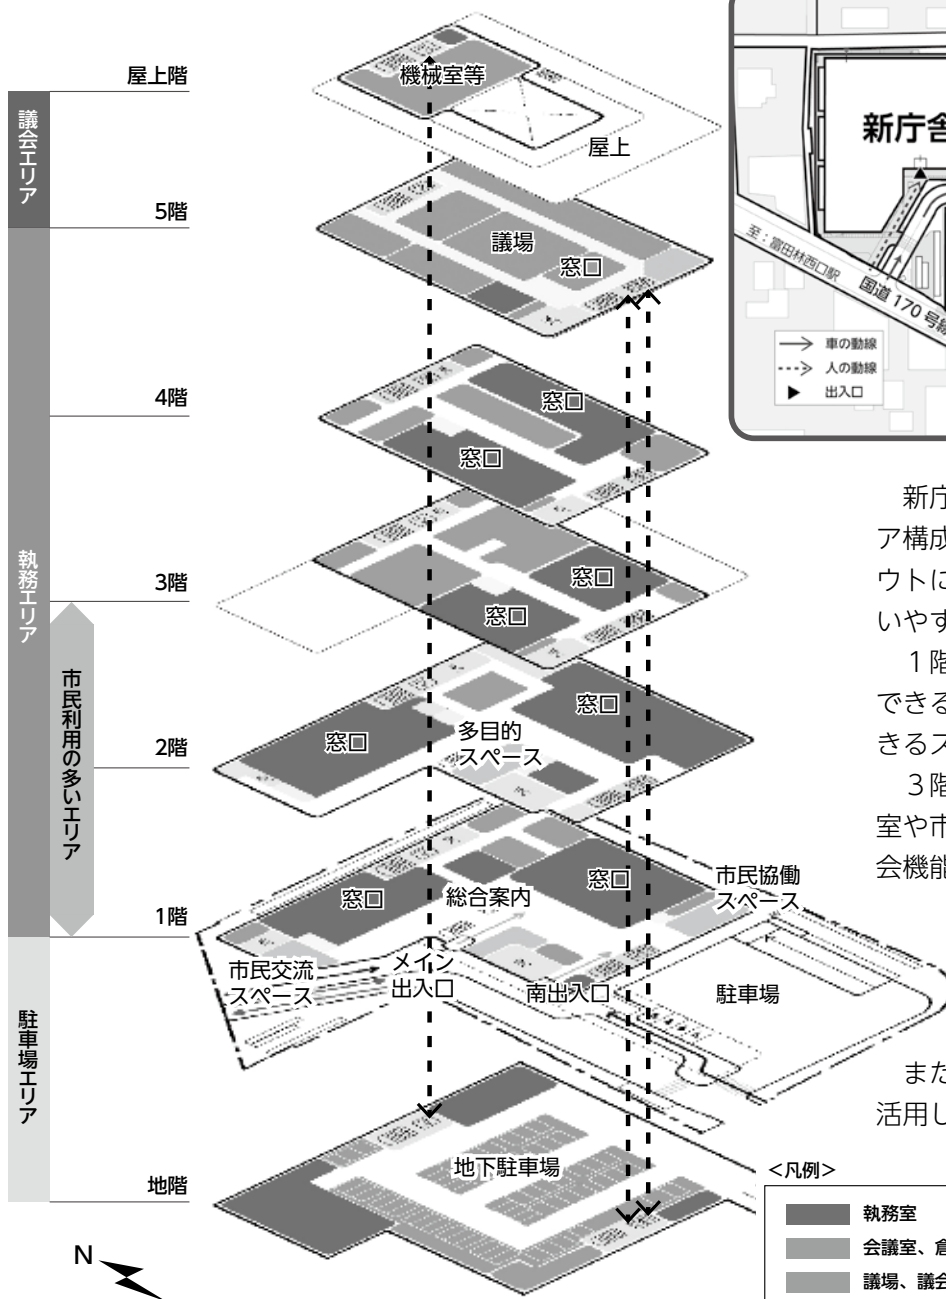 屋上階
5階
4階
3階
2階
1階
地階
議会エリア
執務エリア
市民利用の多いエリア
駐車場エリア
機械室等
屋上
議場
窓口
窓口
窓口
窓口
窓口
窓口
窓口
多目的
スペース
窓口
窓口
総合案内
市民協働
スペース
市民交流
スペース
メイン
出入口
南出入口
駐車場
地下駐車場
N
新庁舎
至:富田林西口駅
国道170号線
車の動線
人の動線
出入口
新庁
ア構成
ウトに
いやす
1階
できる
きるス
3階
室や市
会機能
また
活用し
<凡例>
執務室
会議室、倉
議場、議会